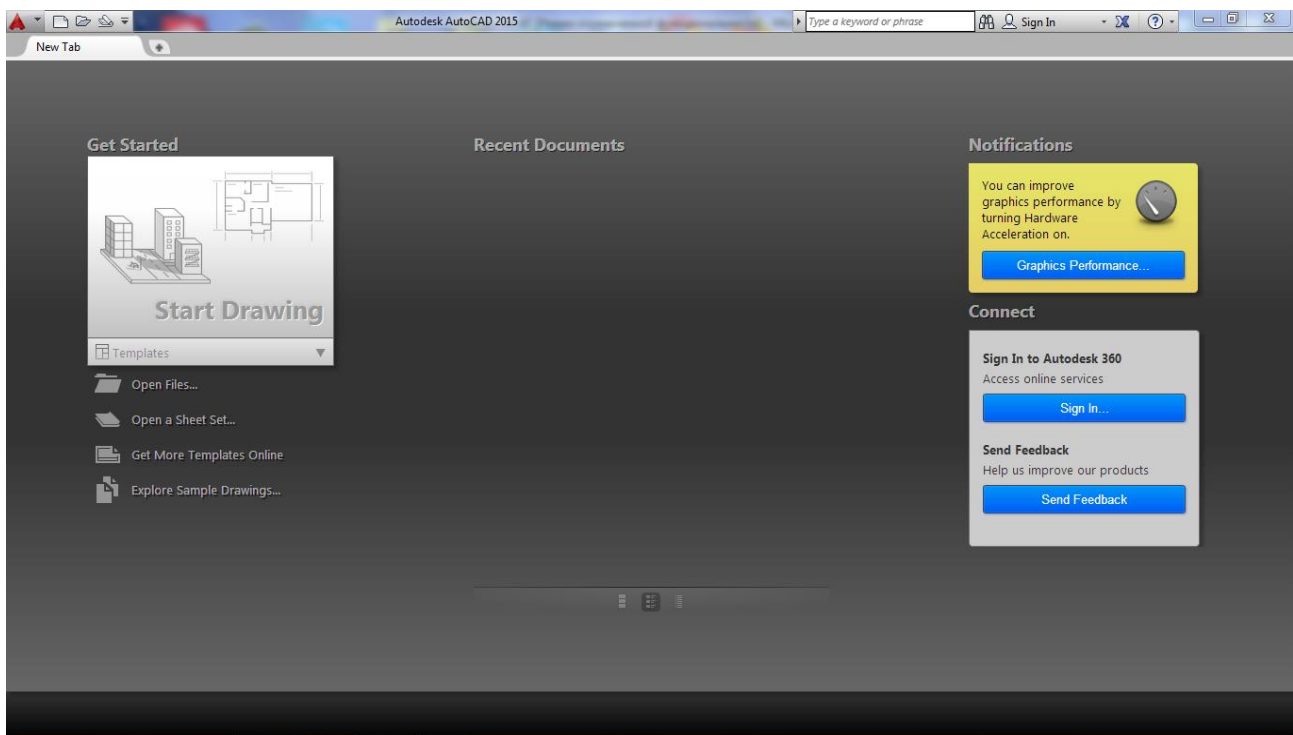 Autodesk AutoCAD 2015
Type a keyword or phrase
Sign In
New Tab
Get Started
Start Drawing
Templates
Open Files...
Open a Sheet Set...
Get More Templates Online
Explore Sample Drawings...
Recent Documents
Notifications
You can improve
graphics performance by
turning Hardware
Acceleration on.
Graphics Performance...
Connect
Sign In to Autodesk 360
Access online services
Sign In...
Send Feedback
Help us improve our products
Send Feedback